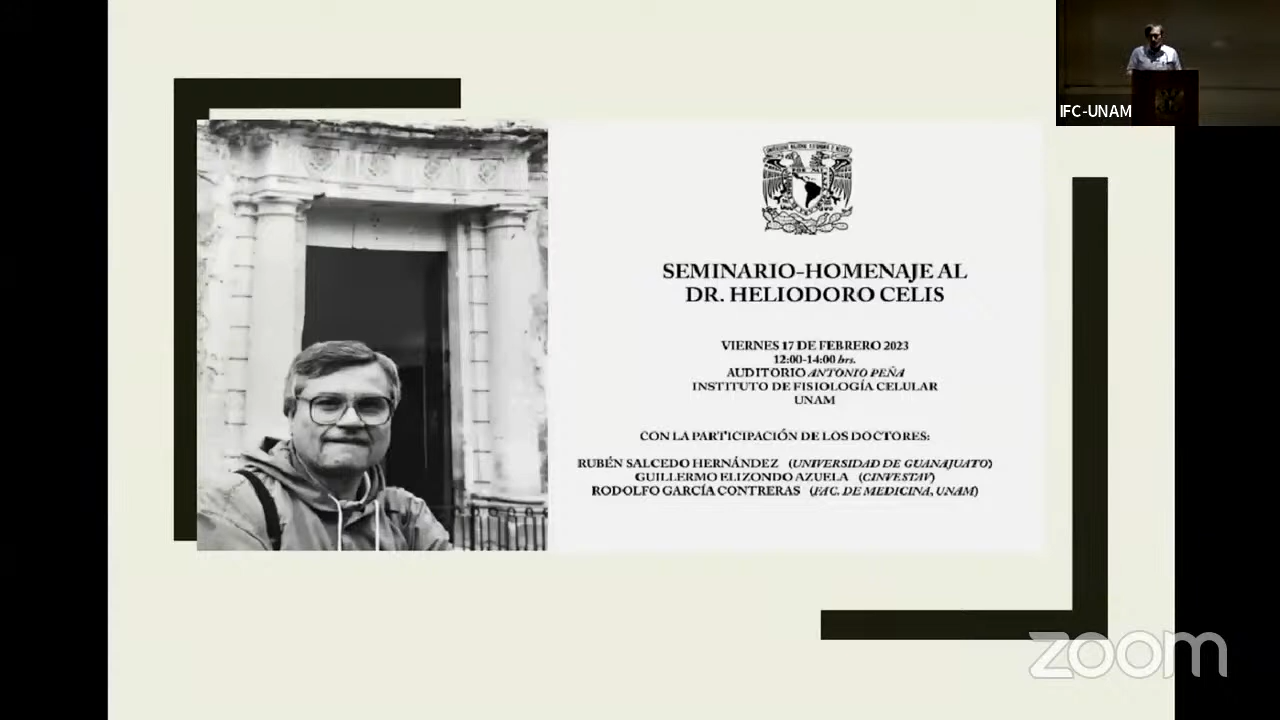 IFC-UNAM
SEMINARIO-HOMENAJE AL
DR. HELIODORO CELIS
VIERNES 17 DE FEBRERO 2023
12:00-14:00 hrs.
AUDITORIO ANTONIO PEÑA
INSTITUTO DE FISIOLOGÍA CELULAR
UNAM
CON LA PARTICIPACIÓN DE LOS DOCTORES:
RUBÉN SALCEDO HERNÁNDEZ (UNIVERSIDAD DE GUANAJUATO)
GUILLERMO ELIZONDO AZUELA (CINVESTAV)
RODOLFO GARCÍA CONTRERAS (FAC. DE MEDICINA, UNAM)
zoom